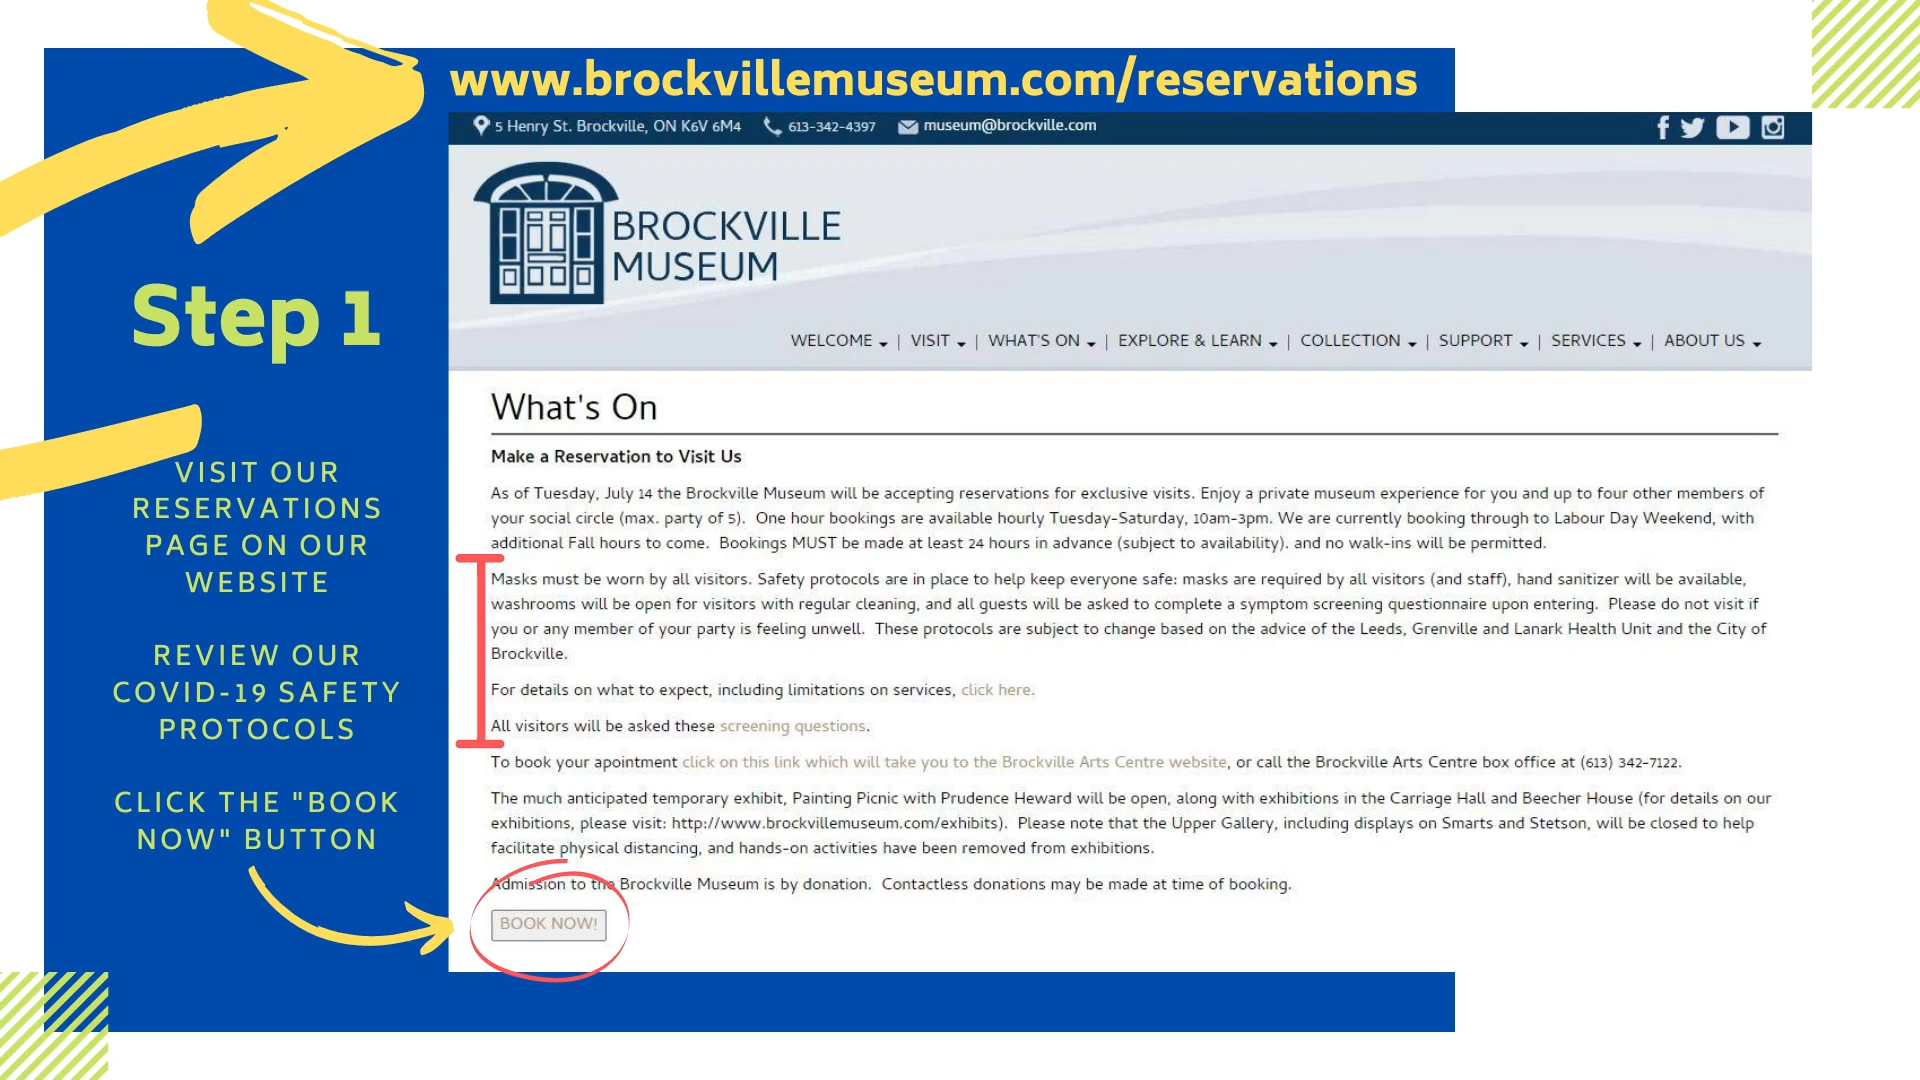 www.brockvillemuseum.com/reservations
5 Henry St. Brockville, ON K6V 6M4 613-342-4397 museum@brockville.com
BROCKVILLE
MUSEUM
WELCOME | VISIT | WHAT'S ON | EXPLORE & LEARN | COLLECTION | SUPPORT | SERVICES | ABOUT US
Step 1
VISIT OUR
RESERVATIONS
PAGE ON OUR
WEBSITE
REVIEW OUR
COVID-19 SAFETY
PROTOCOLS
CLICK THE "BOOK
NOW" BUTTON
What's On
Make a Reservation to Visit Us
As of Tuesday, July 14 the Brockville Museum will be accepting reservations for exclusive visits. Enjoy a private museum experience for you and up to four other members of
your social circle (max. party of 5). One hour bookings are available hourly Tuesday-Saturday, 10am-3pm. We are currently booking through to Labour Day Weekend, with
additional Fall hours to come. Bookings MUST be made at least 24 hours in advance (subject to availability). and no walk-ins will be permitted.
Masks must be worn by all visitors. Safety protocols are in place to help keep everyone safe: masks are required by all visitors (and staff), hand sanitizer will be available,
washrooms will be open for visitors with regular cleaning, and all guests will be asked to complete a symptom screening questionnaire upon entering. Please do not visit if
you or any member of your party is feeling unwell. These protocols are subject to change based on the advice of the Leeds, Grenville and Lanark Health Unit and the City of
Brockville.
For details on what to expect, including limitations on services, click here.
All visitors will be asked these screening questions.
To book your apointment click on this link which will take you to the Brockville Arts Centre website, or call the Brockville Arts Centre box office at (613) 342-7122.
The much anticipated temporary exhibit, Painting Picnic with Prudence Heward will be open, along with exhibitions in the Carriage Hall and Beecher House (for details on our
exhibitions, please visit: http://www.brockvillemuseum.com/exhibits). Please note that the Upper Gallery, including displays on Smarts and Stetson, will be closed to help
facilitate physical distancing, and hands-on activities have been removed from exhibitions.
Admission to the Brockville Museum is by donation. Contactless donations may be made at time of booking.
BOOK NOW!